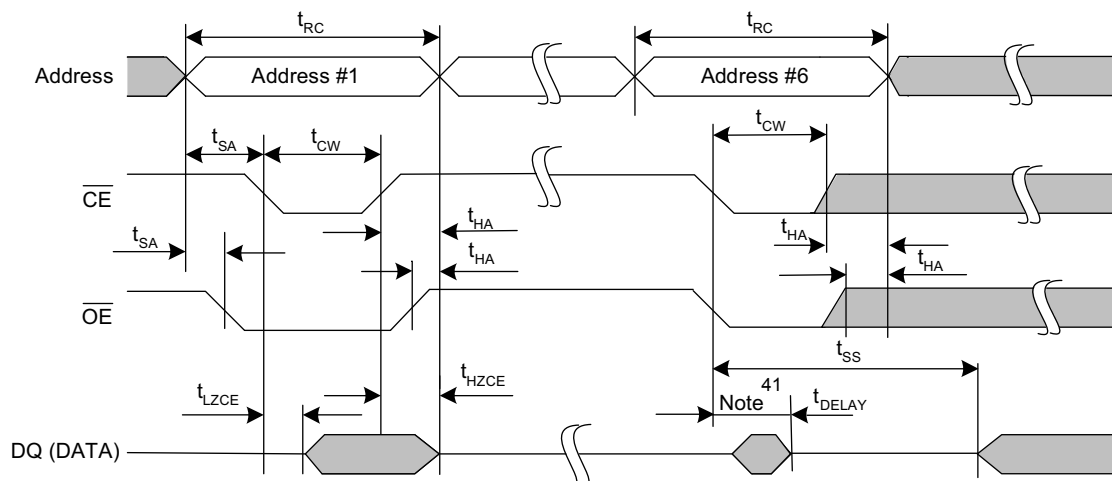 tRC tRC
Address Address #1 Address #6
tSA tCW tCW
CE
tHA tHA
tSA tHA tHA
OE
tSS
tLZCE tHZCE Note 41 tDELAY
DQ (DATA)